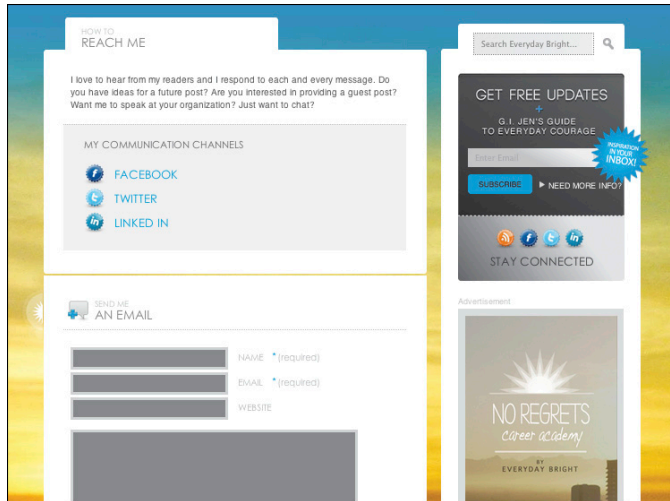 HOW TO
REACH ME
I love to hear from my readers and I respond to each and every message. Do
you have ideas for a future post? Are you interested in providing a guest post?
Want me to speak at your organization? Just want to chat?
MY COMMUNICATION CHANNELS
FACEBOOK
TWITTER
LINKED IN
SEND ME
AN EMAIL
NAME * (required)
EMAIL * (required)
WEBSITE
Search Everyday Bright...
GET FREE UPDATES
+
G.I. JEN'S GUIDE
TO EVERYDAY COURAGE
Enter Email
INSPIRATION
IN YOUR
INBOX!
SUBSCRIBE
NEED MORE INFO?
STAY CONNECTED
Advertisement
NO REGRETS
career academy
BY
EVERYDAY BRIGHT